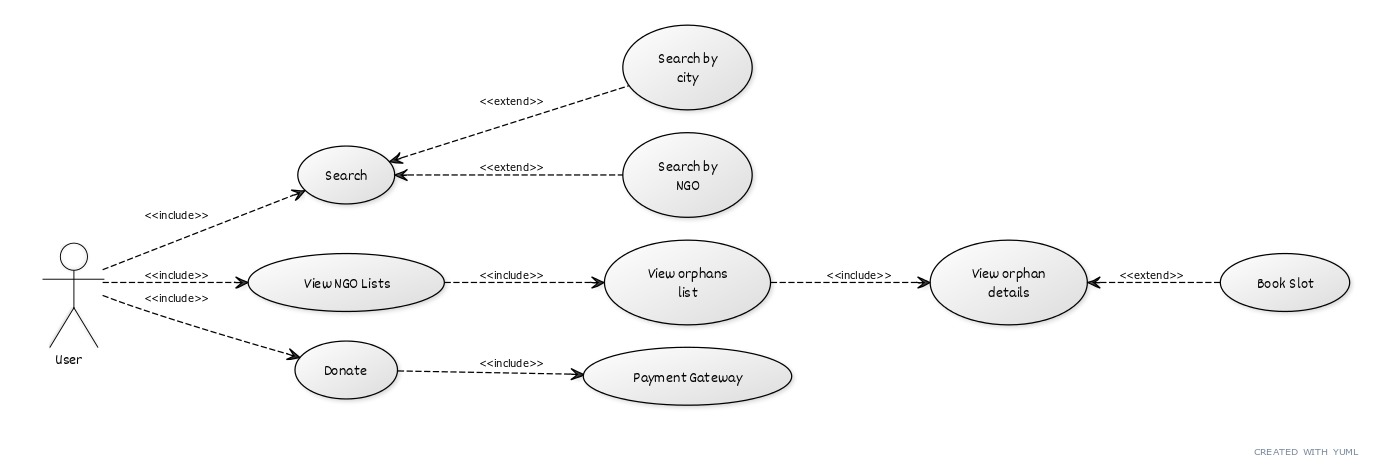 Search by
city
<<extend>>
Search by
NGO
<<extend>>
Search
<<include>>
<<include>>
View NGO Lists
<<include>>
View orphans
list
<<include>>
View orphan
details
<<extend>>
Book Slot
<<include>>
User
Donate
<<include>>
Payment Gateway
CREATED WITH YUML